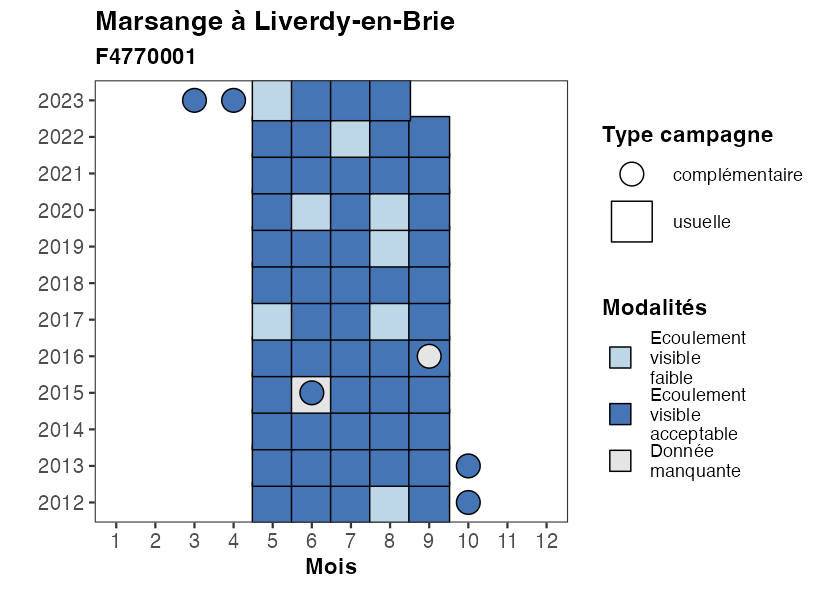 Marsange à Liverdy-en-Brie
F4770001
2023
2022
2021
2020
2019
2018
2017
2016
2015
2014
2013
2012
1 2 3 4 5 6 7 8 9 10 11 12
Mois
Type campagne
complémentaire
usuelle
Modalités
Ecoulement
visible
faible
Ecoulement
visible
acceptable
Donnée
manquante